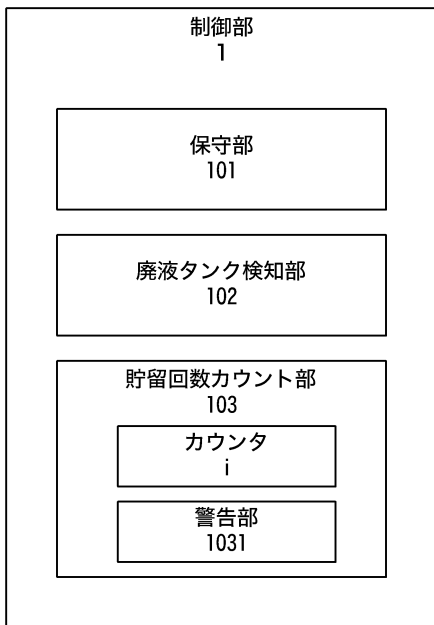 制御部
1
保守部
101
廃液タンク検知部
102
貯留回数カウント部
103
カウンタ
i
警告部
1031